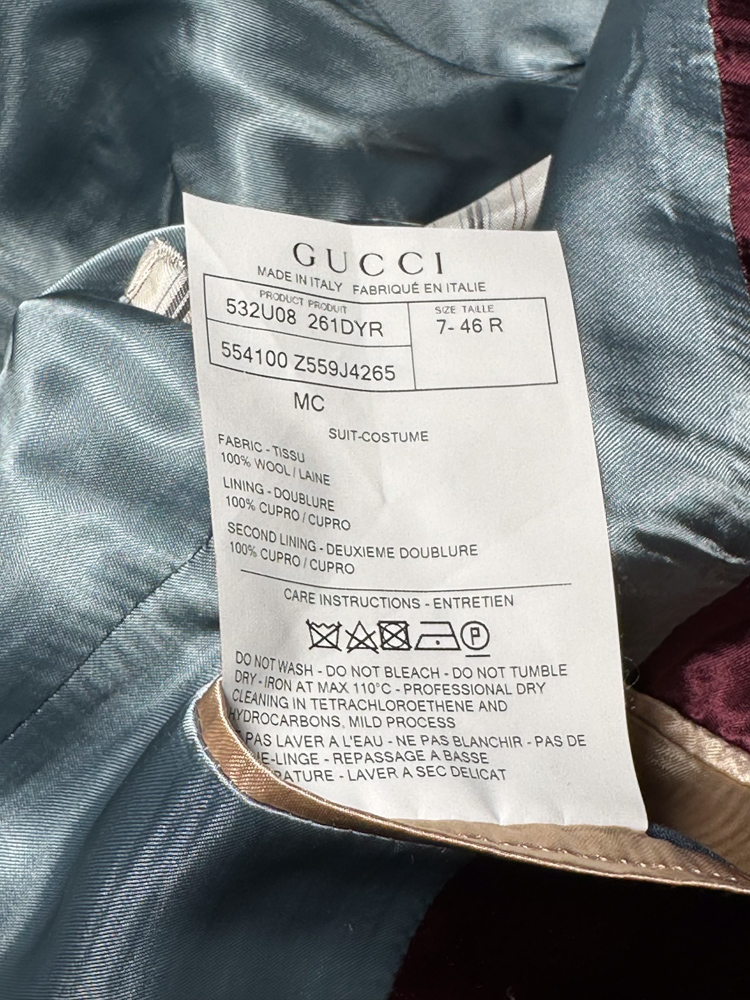 GUCCI
MADE IN ITALY FABRIQUÉ EN ITALIE
PRODUCT PRODUIT
532U08 261DYR
SIZE TAILLE
7- 46 R
554100 Z559J4265
MC
SUIT-COSTUME
FABRIC - TISSU
100% WOOL / LAINE
LINING - DOUBLURE
100% CUPRO / CUPRO
SECOND LINING - DEUXIEME DOUBLURE
100% CUPRO / CUPRO
CARE INSTRUCTIONS - ENTRETIEN
P
DO NOT WASH - DO NOT BLEACH - DO NOT TUMBLE
DRY - IRON AT MAX 110°C - PROFESSIONAL DRY
CLEANING IN TETRACHLOROETHENE AND
HYDROCARBONS, MILD PROCESS
PAS LAVER A L'EAU - NE PAS BLANCHIR - PAS DE
E-LINGE - REPASSAGE A BASSE
RATURE - LAVER A SEC DELICAT